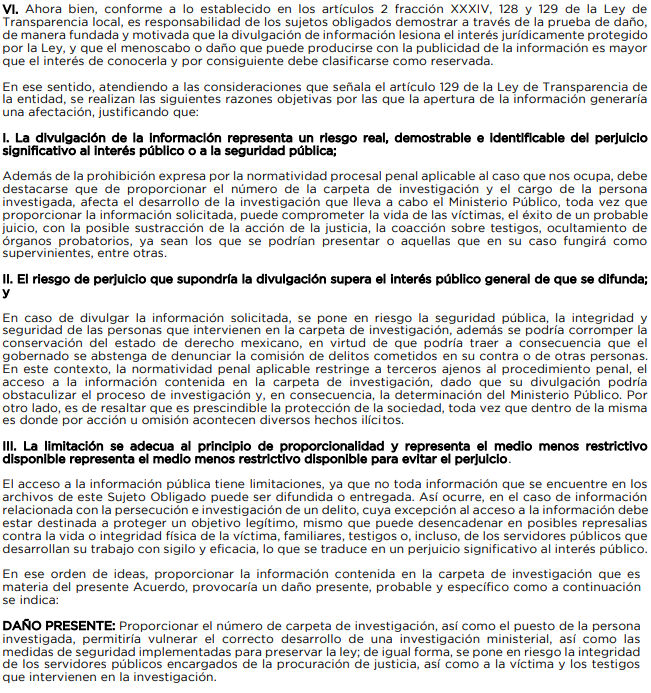 VI. Ahora bien, conforme a lo establecido en los artículos 2 fracción XXXIV, 128 y 129 de la Ley de
Transparencia local, es responsabilidad de los sujetos obligados demostrar a través de la prueba de daño,
de manera fundada y motivada que la divulgación de información lesiona el interés jurídicamente protegido
por la Ley, y que el menoscabo o daño que puede producirse con la publicidad de la información es mayor
que el interés de conocerla y por consiguiente debe clasificarse como reservada.
En ese sentido, atendiendo a las consideraciones que señala el artículo 129 de la Ley de Transparencia de
la entidad, se realizan las siguientes razones objetivas por las que la apertura de la información generaría
una afectación, justificando que:
I. La divulgación de la información representa un riesgo real, demostrable e identificable del perjuicio
significativo al interés público o a la seguridad pública;
Además de la prohibición expresa por la normatividad procesal penal aplicable al caso que nos ocupa, debe
destacarse que de proporcionar el número de la carpeta de investigación y el cargo de la persona
investigada, afecta el desarrollo de la investigación que lleva a cabo el Ministerio Público, toda vez que
proporcionar la información solicitada, puede comprometer la vida de las víctimas, el éxito de un probable
juicio, con la posible sustracción de la acción de la justicia, la coacción sobre testigos, ocultamiento de
órganos probatorios, ya sean los que se podrían presentar o aquellas que en su caso fungirá como
supervinientes, entre otras.
II. El riesgo de perjuicio que supondría la divulgación supera el interés público general de que se difunda;
y
En caso de divulgar la información solicitada, se pone en riesgo la seguridad pública, la integridad y
seguridad de las personas que intervienen en la carpeta de investigación, además se podría corromper la
conservación del estado de derecho mexicano, en virtud de que podría traer a consecuencia que el
gobernado se abstenga de denunciar la comisión de delitos cometidos en su contra o de otras personas.
En este contexto, la normatividad penal aplicable restringe a terceros ajenos al procedimiento penal, el
acceso a la información contenida en la carpeta de investigación, dado que su divulgación podría
obstaculizar el proceso de investigación y, en consecuencia, la determinación del Ministerio Público. Por
otro lado, es de resaltar que es prescindible la protección de la sociedad, toda vez que dentro de la misma
es donde por acción u omisión acontecen diversos hechos ilícitos.
III. La limitación se adecua al principio de proporcionalidad y representa el medio menos restrictivo
disponible representa el medio menos restrictivo disponible para evitar el perjuicio.
El acceso a la información pública tiene limitaciones, ya que no toda información que se encuentre en los
archivos de este Sujeto Obligado puede ser difundida o entregada. Así ocurre, en el caso de información
relacionada con la persecución e investigación de un delito, cuya excepción al acceso a la información debe
estar destinada a proteger un objetivo legítimo, mismo que puede desencadenar en posibles represalias
contra la vida o integridad física de la víctima, familiares, testigos o, incluso, de los servidores públicos que
desarrollan su trabajo con sigilo y eficacia, lo que se traduce en un perjuicio significativo al interés público.
En ese orden de ideas, proporcionar la información contenida en la carpeta de investigación que es
materia del presente Acuerdo, provocaría un daño presente, probable y específico como a continuación
se indica:
DAÑO PRESENTE: Proporcionar el número de carpeta de investigación, así como el puesto de la persona
investigada, permitiría vulnerar el correcto desarrollo de una investigación ministerial, así como las
medidas de seguridad implementadas para preservar la ley; de igual forma, se pone en riesgo la integridad
de los servidores públicos encargados de la procuración de justicia, así como a la víctima y los testigos
que intervienen en la investigación.